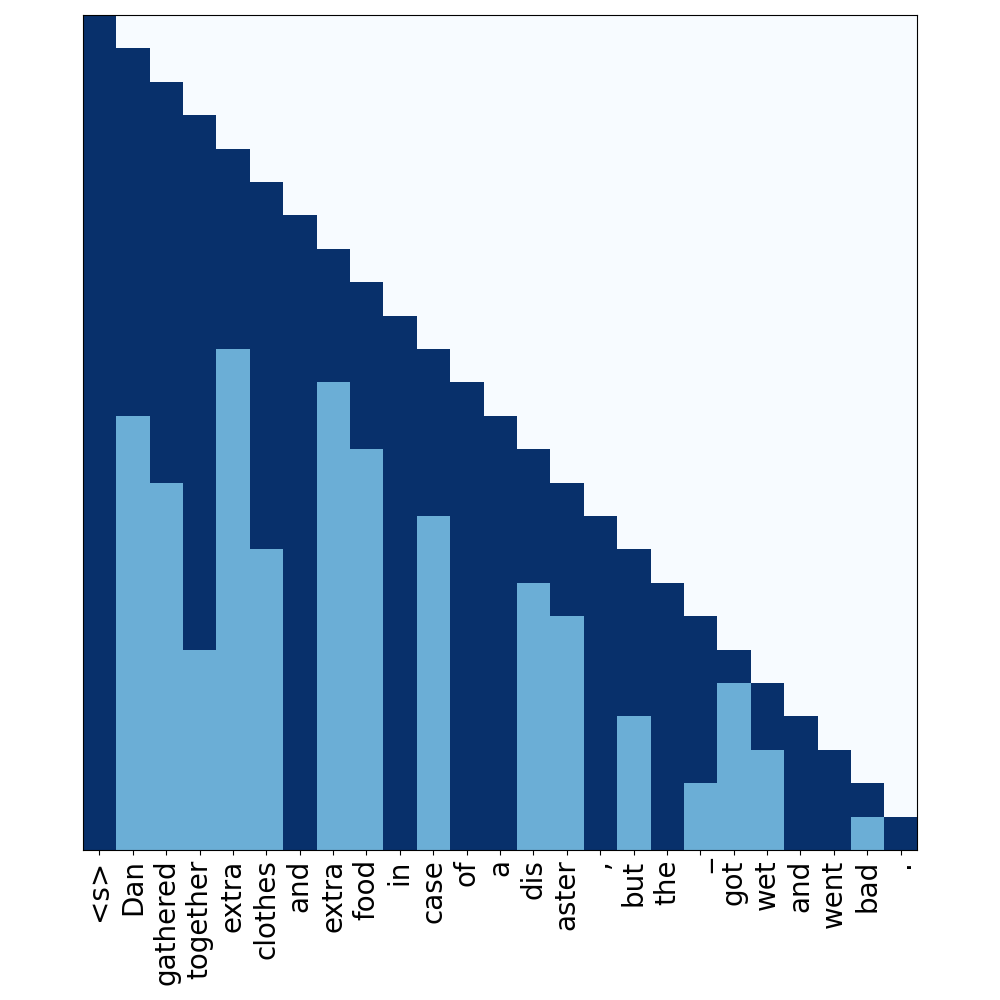 <s> Dan gathered together extra clothes and extra food in case of a dis aster , but the _ got wet and went bad .